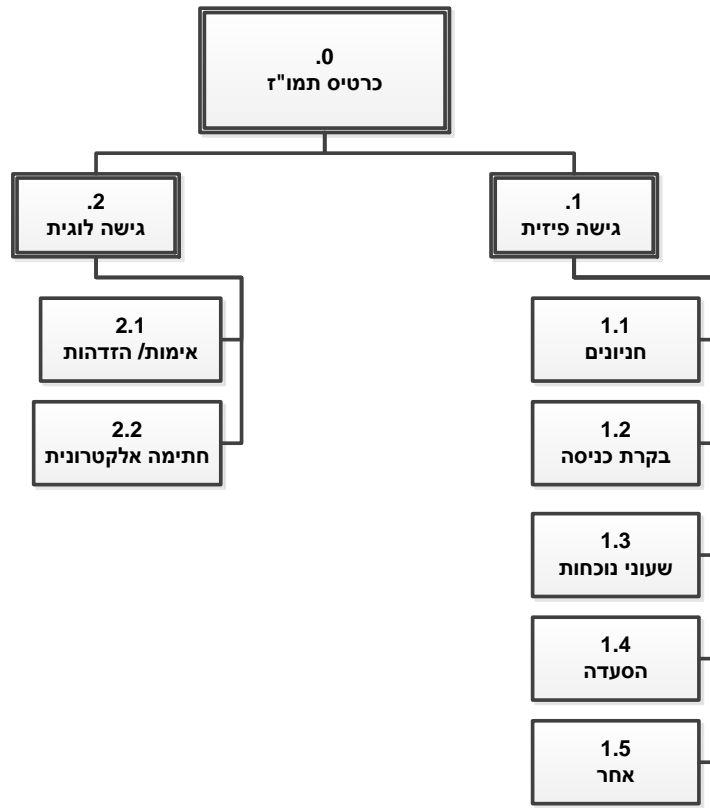 0.
כרטיס תמו"ז
1.
גישה פיזית
1.1
חניונים
1.2
בקרת כניסה
1.3
שעוני נוכחות
1.4
הסעדה
1.5
אחר
2.
גישה לוגית
2.1
אימות/ הזדהות
2.2
חתימה אלקטרונית